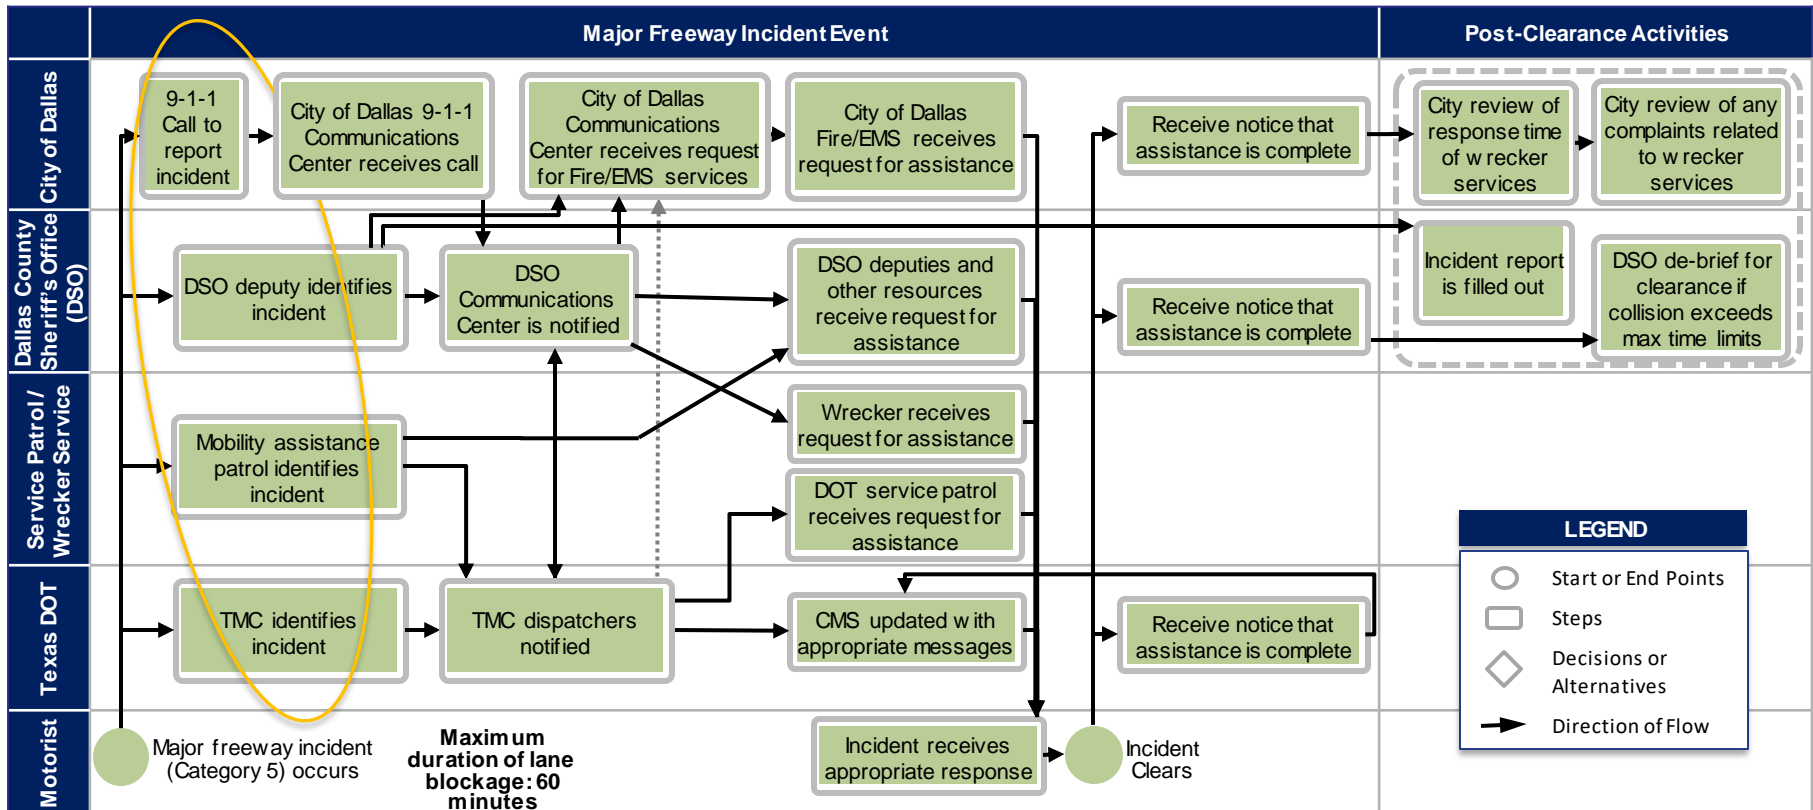 Major Freeway Incident Event
Post-Clearance Activities
City of Dallas
9-1-1
Call to
report
incident
City of Dallas 9-1-1
Communications
Center receives call
City of Dallas
Communications
Center receives request
for Fire/EMS services
City of Dallas
Fire/EMS receives
request for assistance
Receive notice that
assistance is complete
City review of
response time
of wrecker
services
City review of any
complaints related
to wrecker
services
Dallas County
Sheriff's Office
(DSO)
DSO deputy identifies
incident
DSO
Communications
Center is notified
DSO deputies and
other resources
receive request for
assistance
Receive notice that
assistance is complete
Incident report
is filled out
DSO de-brief for
clearance if
collision exceeds
max time limits
Service Patrol /
Wrecker Service
Mobility assistance
patrol identifies
incident
Wrecker receives
request for assistance
DOT service patrol
receives request for
assistance
Texas DOT
TMC identifies
incident
TMC dispatchers
notified
CMS updated with
appropriate messages
Receive notice that
assistance is complete
Motorist
Major freeway incident
(Category 5) occurs
Maximum
duration of lane
blockage: 60
minutes
Incident receives
appropriate response
Incident
Clears
LEGEND
Start or End Points
Steps
Decisions or
Alternatives
Direction of Flow